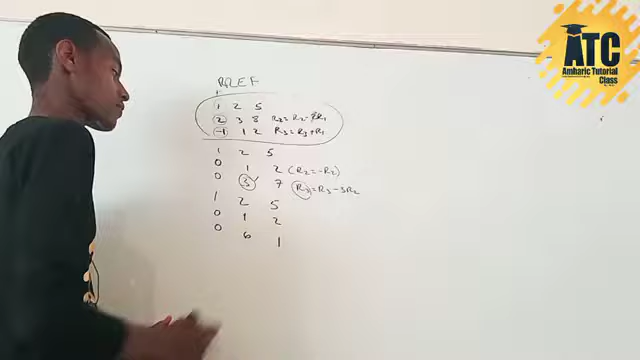 ATC
Amharic Tutorial
Class
RREF
1 2 5
2 3 8 R2=R2-2R1
-1 1 2 R3=R3+R1
1 2 5
0 1 2 (R2=-R2)
0 3 7 R3=R3-3R2
1 2 5
0 1 2
0 0 1